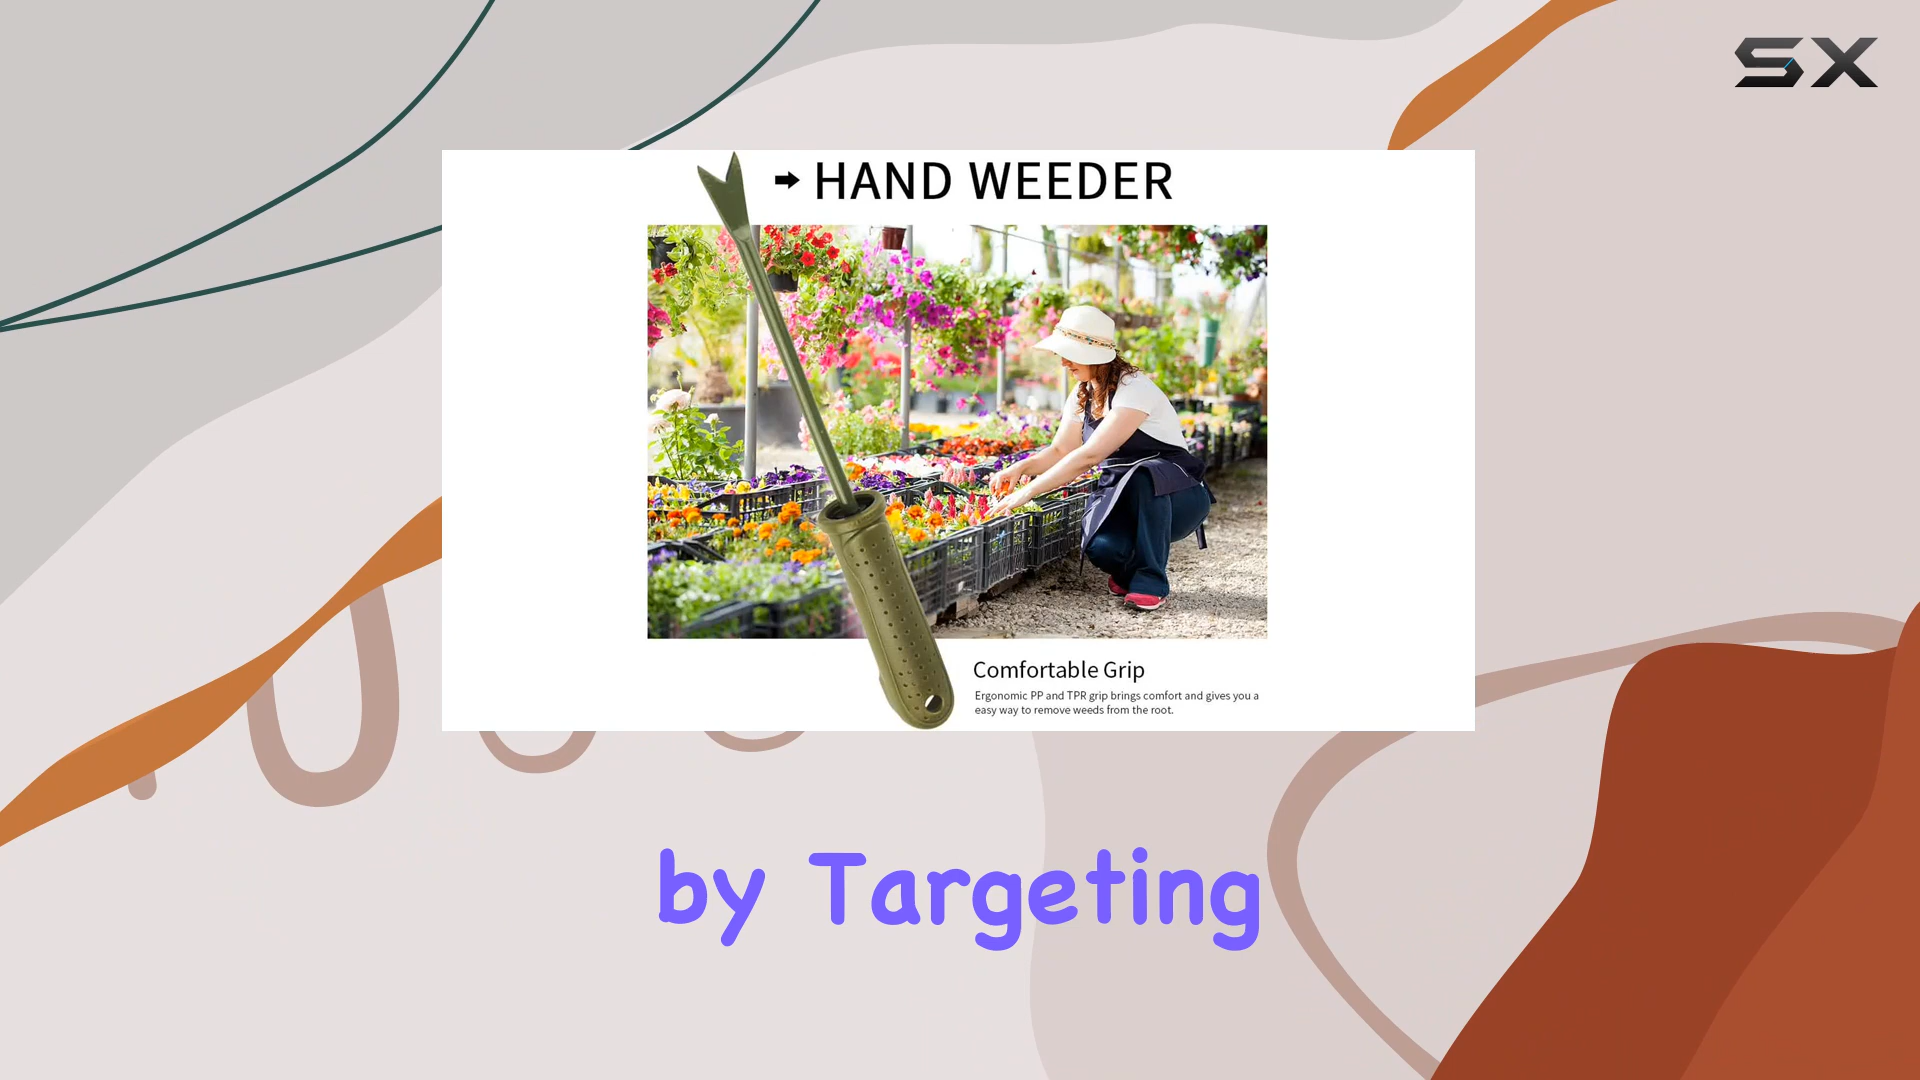 SX
HAND WEEDER
Comfortable Grip
Ergonomic PP and TPR grip brings comfort and gives you a
easy way to remove weeds from the root.
by Targeting